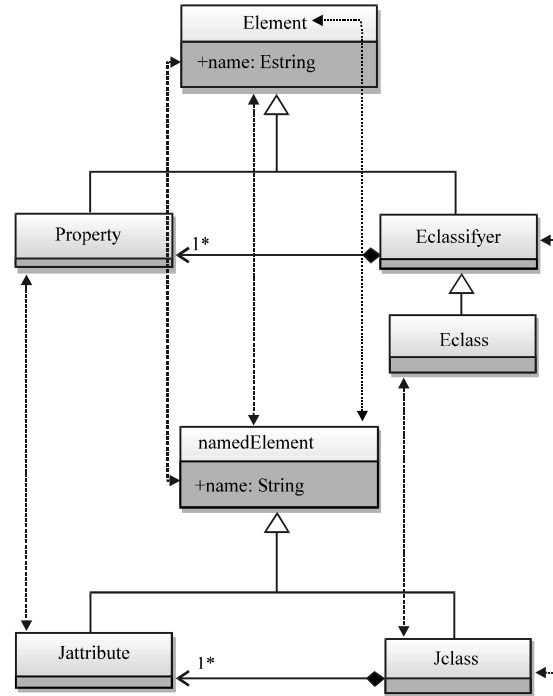 Element
+name: Estring
Property
1*
Eclassifyer
Eclass
namedElement
+name: String
Jattribute
1*
Jclass